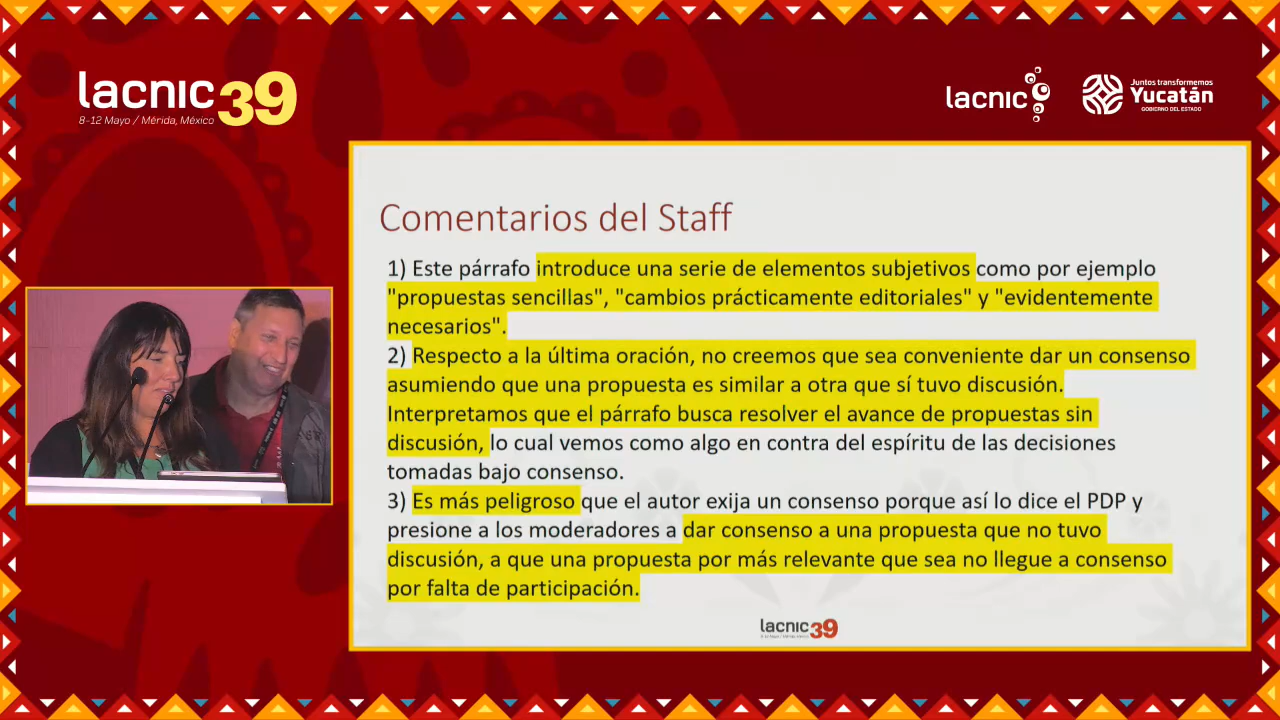 lacnic 39
8-12 Mayo / Mérida, México
lacnic
Juntos transformemos
Yucatán
GOBIERNO DEL ESTADO
Comentarios del Staff
1) Este párrafo introduce una serie de elementos subjetivos como por ejemplo
"propuestas sencillas", "cambios prácticamente editoriales" y "evidentemente
necesarios".
2) Respecto a la última oración, no creemos que sea conveniente dar un consenso
asumiendo que una propuesta es similar a otra que sí tuvo discusión.
Interpretamos que el párrafo busca resolver el avance de propuestas sin
discusión, lo cual vemos como algo en contra del espíritu de las decisiones
tomadas bajo consenso.
3) Es más peligroso que el autor exija un consenso porque así lo dice el PDP y
presione a los moderadores a dar consenso a una propuesta que no tuvo
discusión, a que una propuesta por más relevante que sea no llegue a consenso
por falta de participación.
lacnic 39